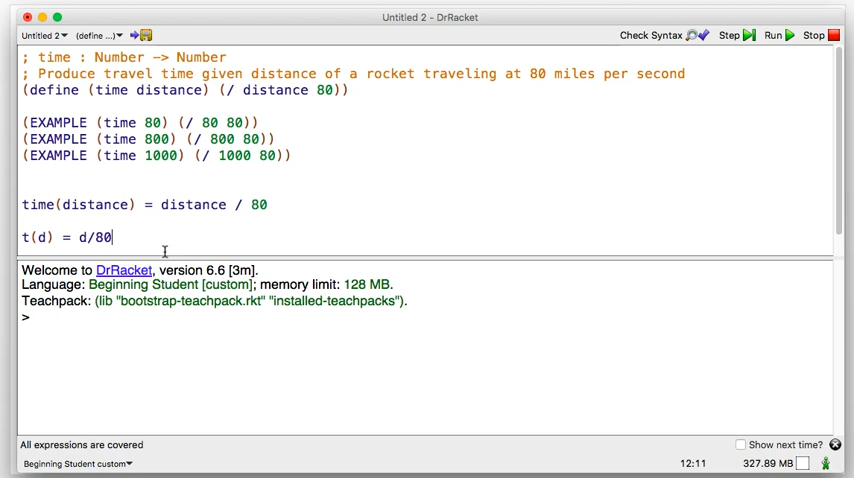 Untitled 2 - DrRacket
Untitled 2▾ (define ...)▾ Check Syntax Step Run Stop
; time : Number -> Number
; Produce travel time given distance of a rocket traveling at 80 miles per second
(define (time distance) (/ distance 80))
(EXAMPLE (time 80) (/ 80 80))
(EXAMPLE (time 800) (/ 800 80))
(EXAMPLE (time 1000) (/ 1000 80))
time(distance) = distance / 80
t(d) = d/80
Welcome to DrRacket, version 6.6 [3m].
Language: Beginning Student [custom]; memory limit: 128 MB.
Teachpack: (lib "bootstrap-teachpack.rkt" "installed-teachpacks").
>
All expressions are covered Show next time?
Beginning Student custom▾ 12:11 327.89 MB